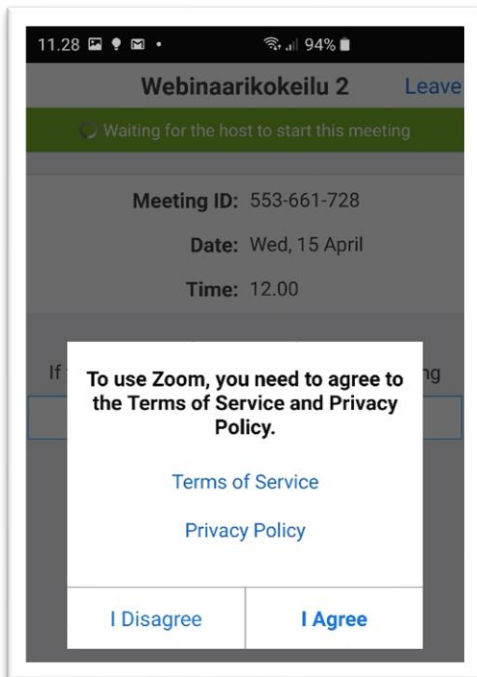 11.28 94%
Webinaarikokeilu 2 Leave
Waiting for the host to start this meeting
Meeting ID: 553-661-728
Date: Wed, 15 April
Time: 12.00
If
ng
To use Zoom, you need to agree to
the Terms of Service and Privacy
Policy.
Terms of Service
Privacy Policy
I Disagree I Agree